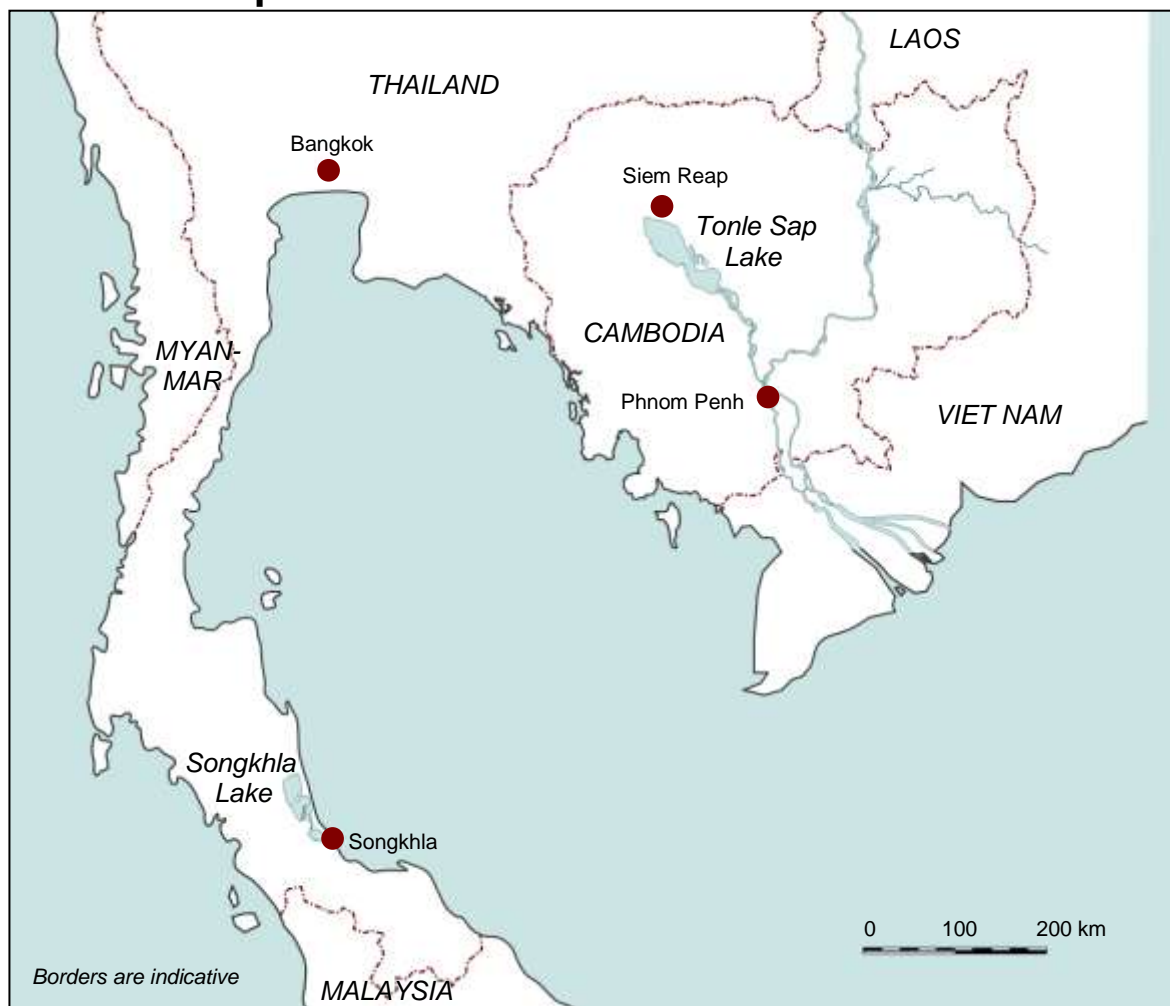 LAOS
THAILAND
Bangkok
Siem Reap
Tonle Sap
Lake
MYAN-
MAR
CAMBODIA
Phnom Penh
VIET NAM
Songkhla
Lake
Songkhla
0 100 200 km
Borders are indicative
MALAYSIA